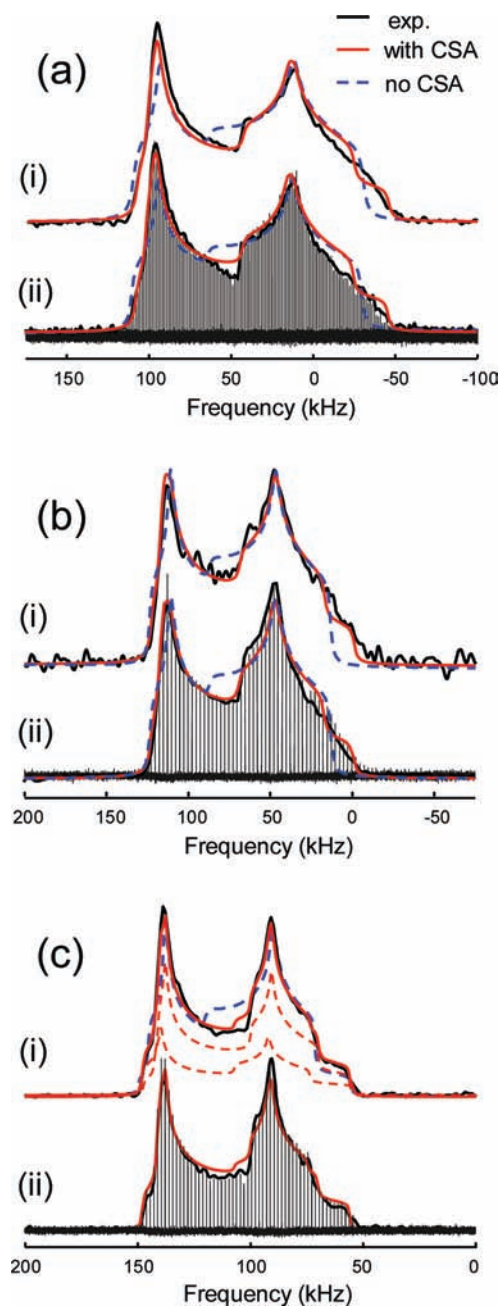 exp.
(a)
with CSA
no CSA
(i)
(ii)
150 100 50 0 -50 -100
Frequency (kHz)
(b)
(i)
(ii)
200 150 100 50 0 -50
Frequency (kHz)
(c)
(i)
(ii)
200 150 100 50 0
Frequency (kHz)